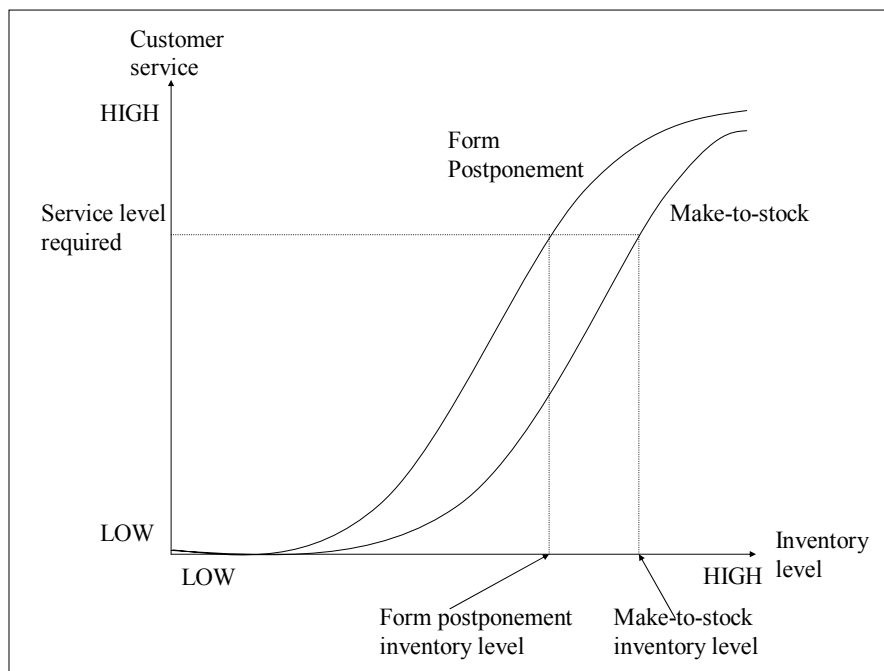 Customer
service
HIGH
Form
Postponement
Service level
required
Make-to-stock
LOW
LOW
HIGH
Inventory
level
Form postponement
inventory level
Make-to-stock
inventory level